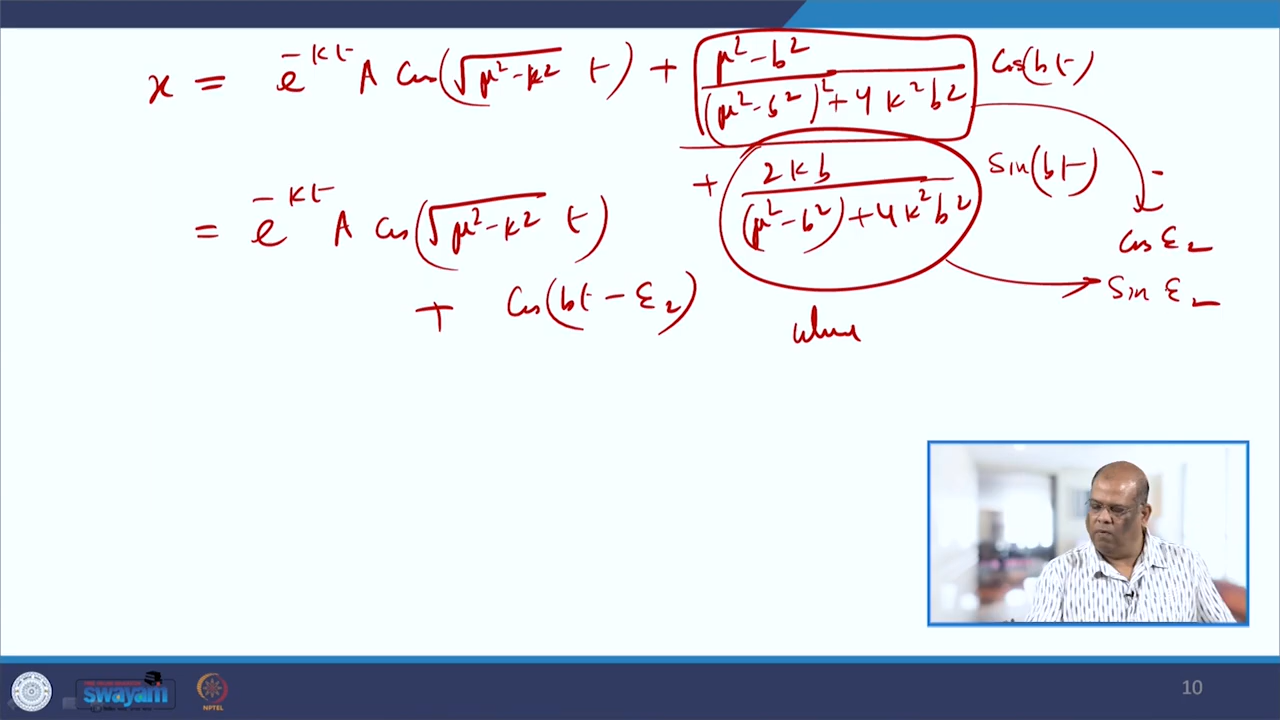 x = e^{-kt} A cos(√(μ²-k²) t) + (μ²-b²)/((μ²-b²)²+4k²b²) cos(bt)
+ 2kb/((μ²-b²)+4k²b²) sin(bt)
= e^{-kt} A cos(√(μ²-k²) t)
+ cos(bt - ε₂) where
cos ε₂
sin ε₂
swayam
NPTEL
10